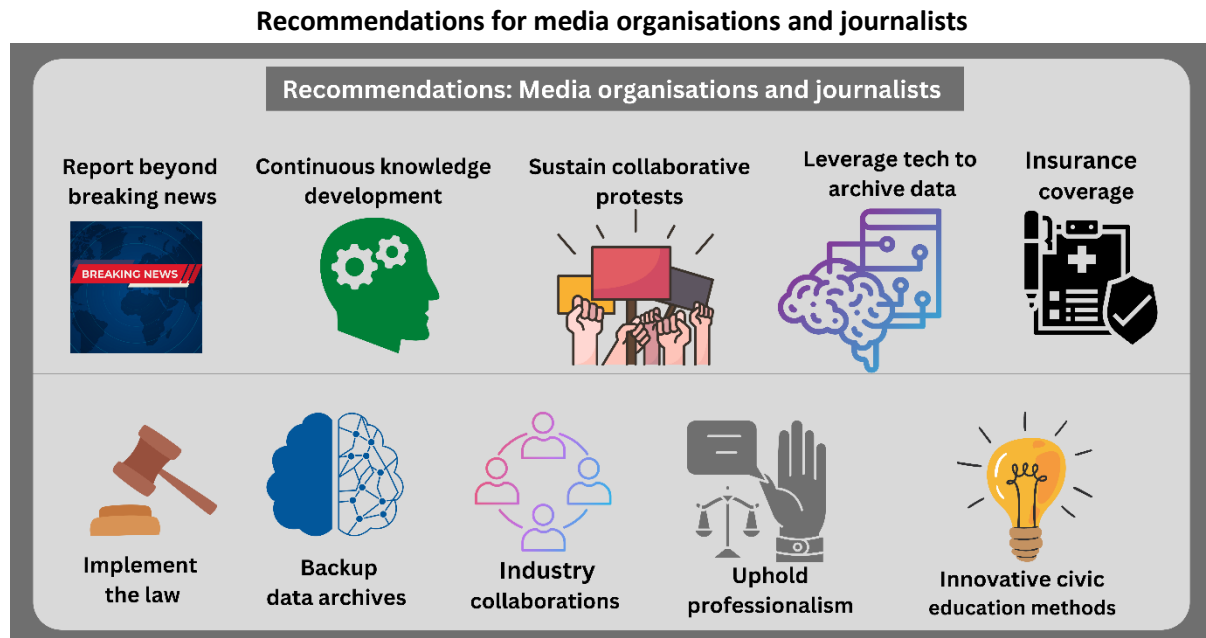 Recommendations for media organisations and journalists
Recommendations: Media organisations and journalists
Report beyond
breaking news
Continuous knowledge
development
Sustain collaborative
protests
Leverage tech to
archive data
Insurance
coverage
BREAKING NEWS
Implement
the law
Backup
data archives
Industry
collaborations
Uphold
professionalism
Innovative civic
education methods